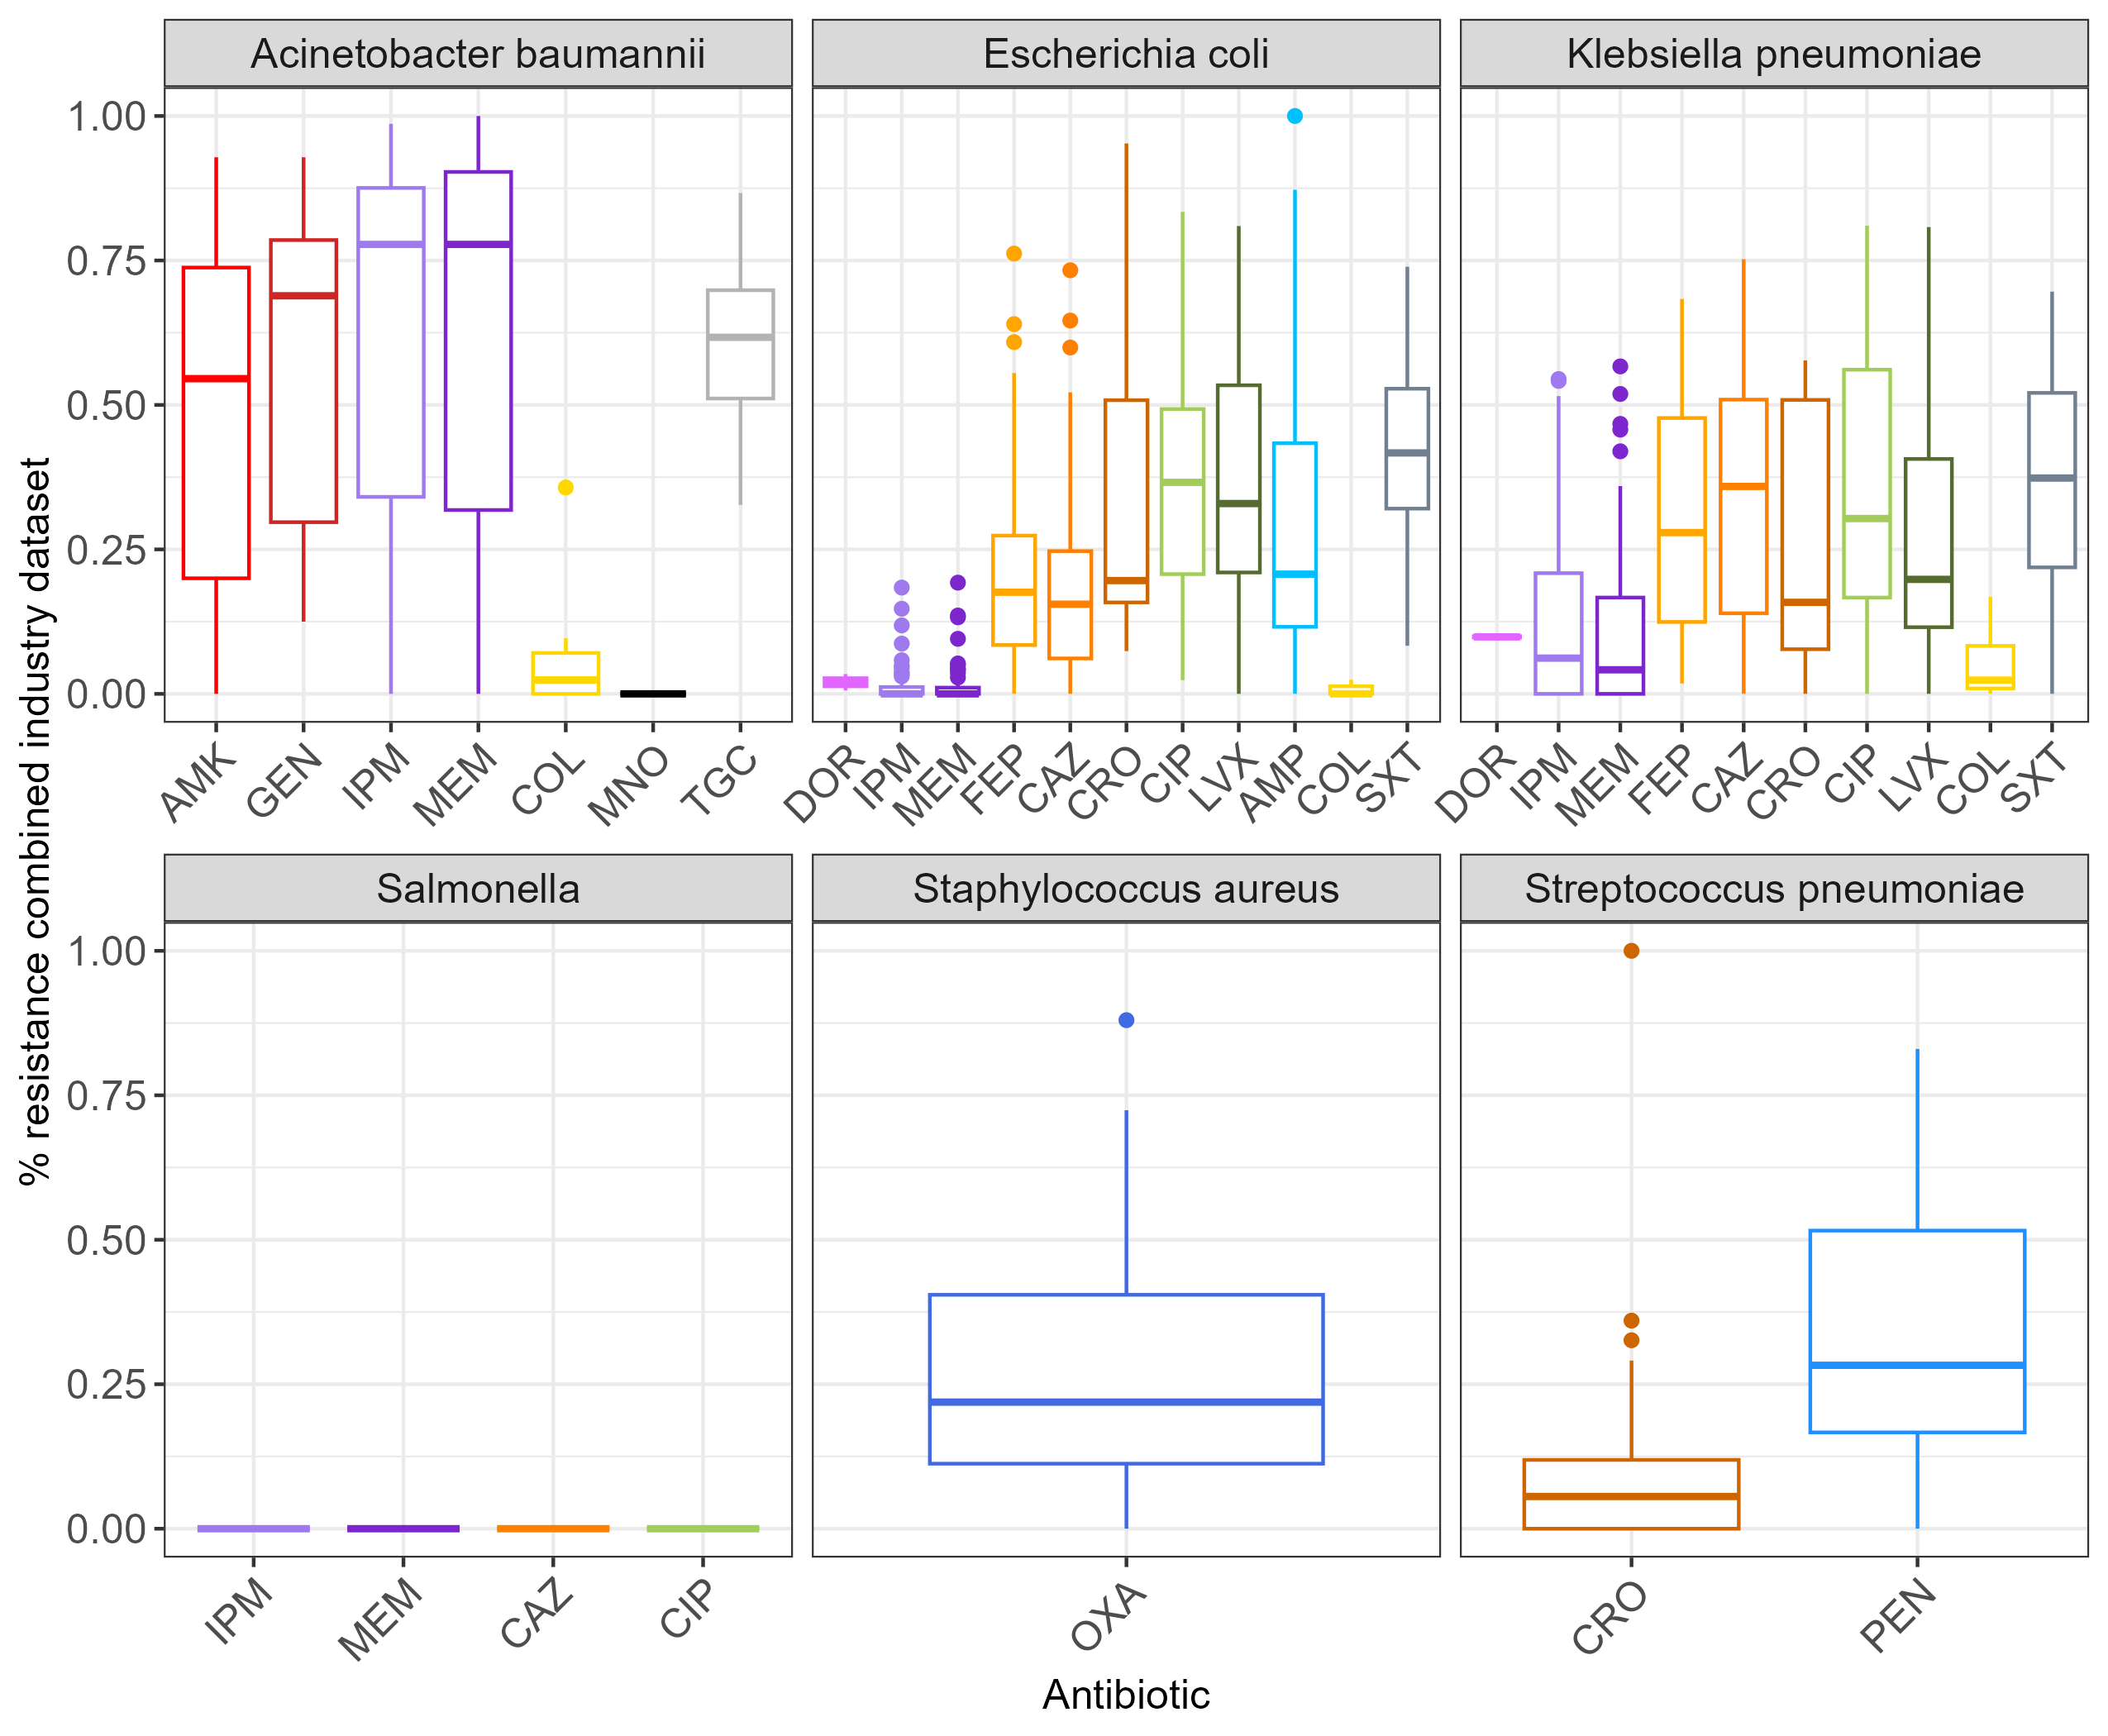 Acinetobacter baumannii
Escherichia coli
Klebsiella pneumoniae
1.00
0.75
0.50
0.25
0.00
AMK
GEN
IPM
MEM
COL
MNO
TGC
DOR
IPM
MEM
FEP
CAZ
CRO
CIP
LVX
AMP
COL
SXT
DOR
IPM
MEM
FEP
CAZ
CRO
CIP
LVX
COL
SXT
% resistance combined industry dataset
Salmonella
Staphylococcus aureus
Streptococcus pneumoniae
1.00
0.75
0.50
0.25
0.00
IPM
MEM
CAZ
CIP
OXA
CRO
PEN
Antibiotic